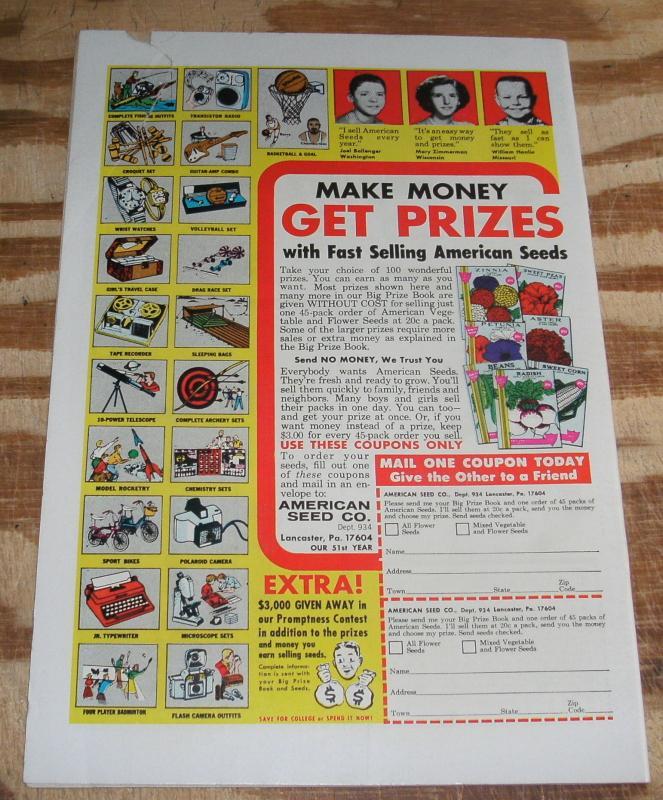 COMPLETE FISHING OUTFITS
TRANSISTOR RADIO
CROQUET SET
GUITAR-AMP COMBO
BASKETBALL & GOAL
WRIST WATCHES
VOLLEYBALL SET
GIRL'S TRAVEL CASE
DRAG RACE SET
TAPE RECORDER
SLEEPING BAGS
10-POWER TELESCOPE
COMPLETE ARCHERY SETS
MODEL ROCKETRY
CHEMISTRY SETS
SPORT BIKES
POLAROID CAMERA
JR. TYPEWRITER
MICROSCOPE SETS
FOUR PLAYER BADMINTON
FLASH CAMERA OUTFITS
"I sell American
Seeds every
year."
Joel Bellenger
Washington
"It's an easy way
to get money
and prizes."
Mary Zimmerman
Wisconsin
"They sell as
fast as I can
show them."
William Hamlin
Missouri
MAKE MONEY
GET PRIZES
with Fast Selling American Seeds
Take your choice of 100 wonderful
prizes. You can earn as many as you
want. Most prizes shown here and
many more in our Big Prize Book are
given WITHOUT COST for selling just
one 45-pack order of American Vege-
table and Flower Seeds at 20c a pack.
Some of the larger prizes require more
sales or extra money as explained in
the Big Prize Book.
Send NO MONEY, We Trust You
Everybody wants American Seeds.
They're fresh and ready to grow. You'll
sell them quickly to family, friends and
neighbors. Many boys and girls sell
their packs in one day. You can too—
and get your prize at once. Or, if you
want money instead of a prize, keep
$3.00 for every 45-pack order you sell.
USE THESE COUPONS ONLY
ZINNIA
SWEET PEAS
PETUNIA
ASTER
BEANS
RADISH
SWEET CORN
To order your
seeds, fill out one
of these coupons
and mail in an en-
velope to:
AMERICAN
SEED CO.
Dept. 934
Lancaster, Pa. 17604
OUR 51st YEAR
MAIL ONE COUPON TODAY
Give the Other to a Friend
AMERICAN SEED CO., Dept. 934 Lancaster, Pa. 17604
Please send me your Big Prize Book and one order of 45 packs of
American Seeds. I'll sell them at 20c a pack, send you the money
and choose my prize. Send seeds checked.
All Flower
Seeds
Mixed Vegetable
and Flower Seeds
Name
Address
Town State Zip Code
AMERICAN SEED CO., Dept. 934 Lancaster, Pa. 17604
Please send me your Big Prize Book and one order of 45 packs of
American Seeds. I'll sell them at 20c a pack, send you the money
and choose my prize. Send seeds checked.
All Flower
Seeds
Mixed Vegetable
and Flower Seeds
Name
Address
Town State Zip Code
EXTRA!
$3,000 GIVEN AWAY in
our Promptness Contest
in addition to the prizes
and money you
earn selling seeds.
Complete informa-
tion is sent with
your Big Prize
Book and Seeds.
$ $
SAVE FOR COLLEGE or SPEND IT NOW!